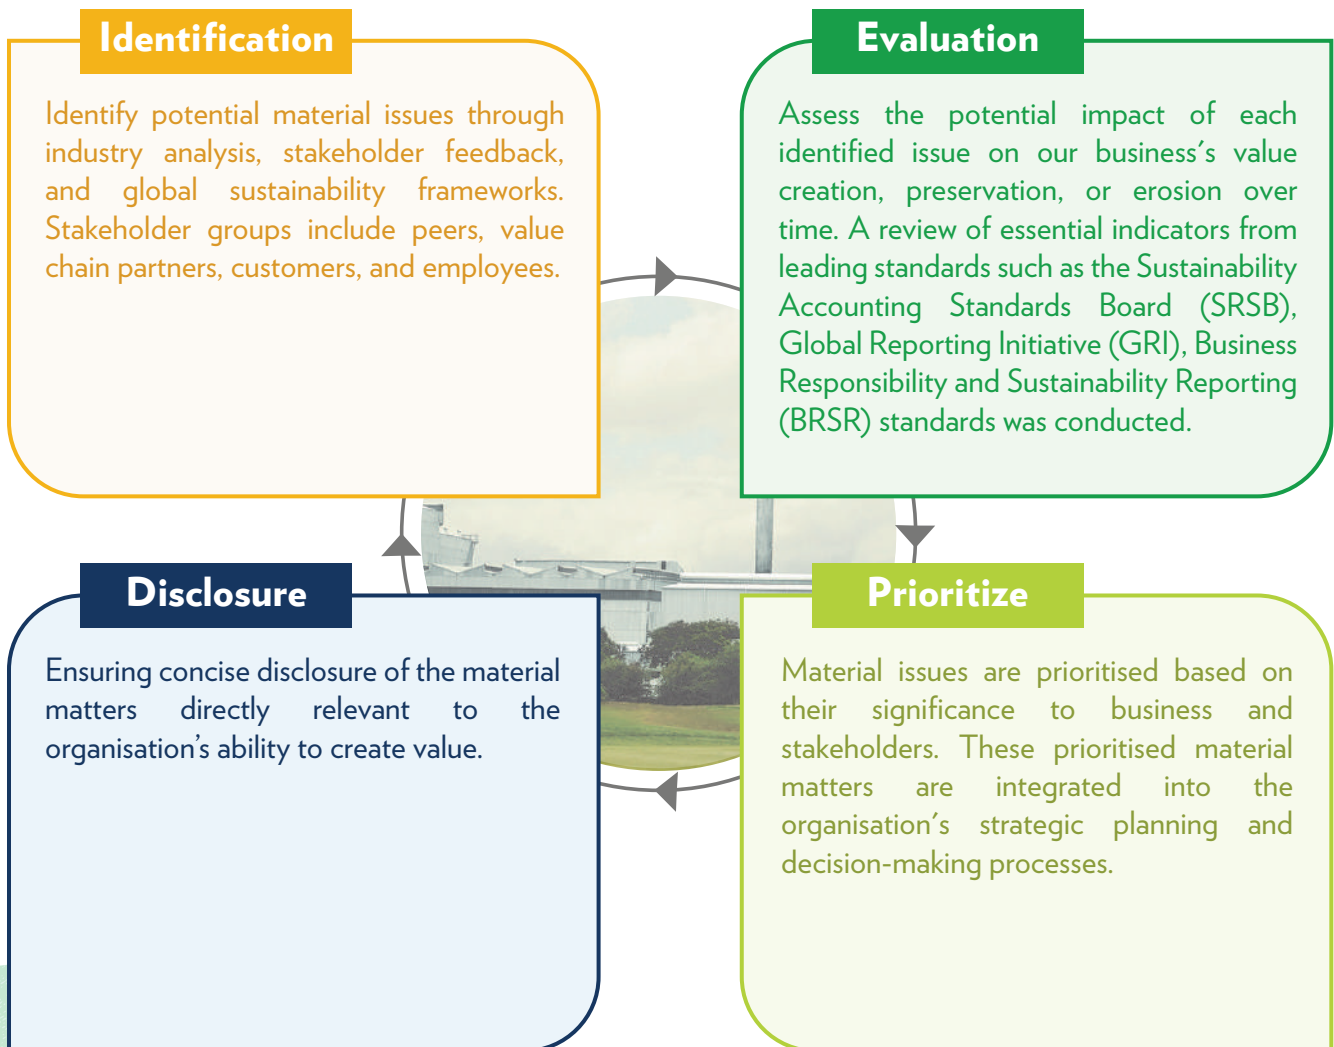 Identification
Identify potential material issues through
industry analysis, stakeholder feedback,
and global sustainability frameworks.
Stakeholder groups include peers, value
chain partners, customers, and employees.
Evaluation
Assess the potential impact of each
identified issue on our business's value
creation, preservation, or erosion over
time. A review of essential indicators from
leading standards such as the Sustainability
Accounting Standards Board (SRSB),
Global Reporting Initiative (GRI), Business
Responsibility and Sustainability Reporting
(BRSR) standards was conducted.
Disclosure
Ensuring concise disclosure of the material
matters directly relevant to the
organisation's ability to create value.
Prioritize
Material issues are prioritised based on
their significance to business and
stakeholders. These prioritised material
matters are integrated into the
organisation's strategic planning and
decision-making processes.